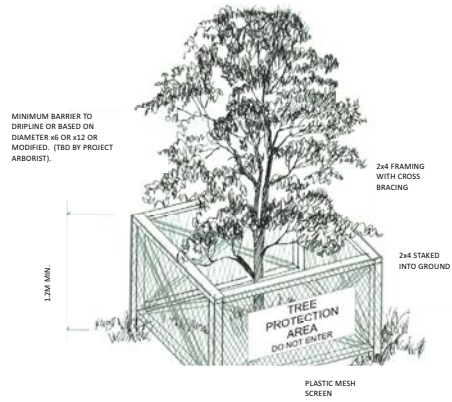 MINIMUM BARRIER TO
DRIPLINE OR BASED ON
DIAMETER x6 OR x12 OR
MODIFIED. (TBD BY PROJECT
ARBORIST).
2x4 FRAMING
WITH CROSS
BRACING
2x4 STAKED
INTO GROUND
1.2M MIN.
TREE
PROTECTION
AREA
DO NOT ENTER
PLASTIC MESH
SCREEN